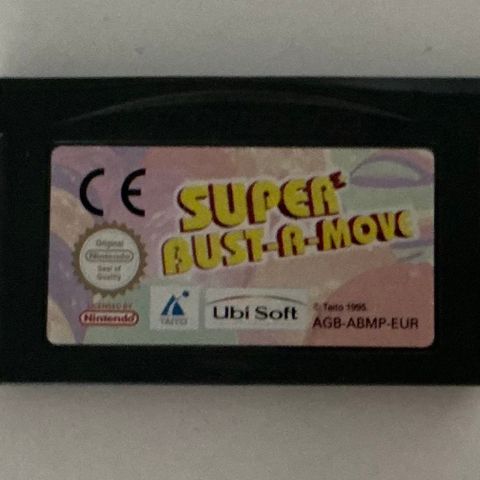 CE
SUPER
BUST-A-MOVE
Original
Nintendo
Seal of
Quality
LICENSED BY
Nintendo
TAITO
Ubi Soft
© Taito 1995.
AGB-ABMP-EUR